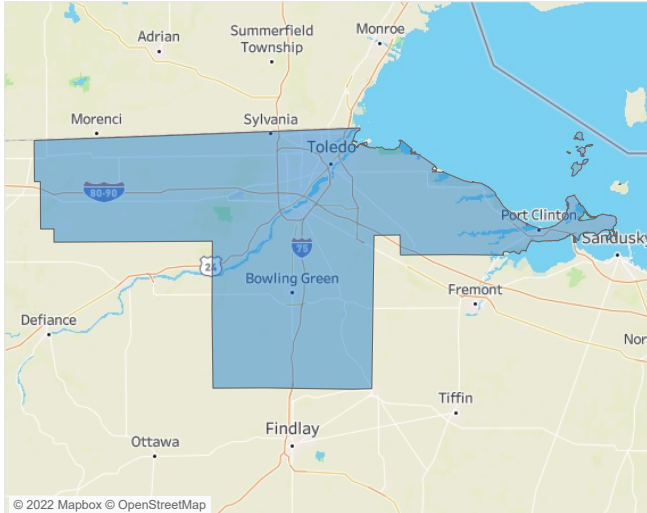 Adrian
Summerfield
Township
Monroe
Morenci
Sylvania
Toledo
80-90
Port Clinton
75
Sandusky
24
Bowling Green
Fremont
Defiance
Nor
Tiffin
Findlay
Ottawa
© 2022 Mapbox © OpenStreetMap